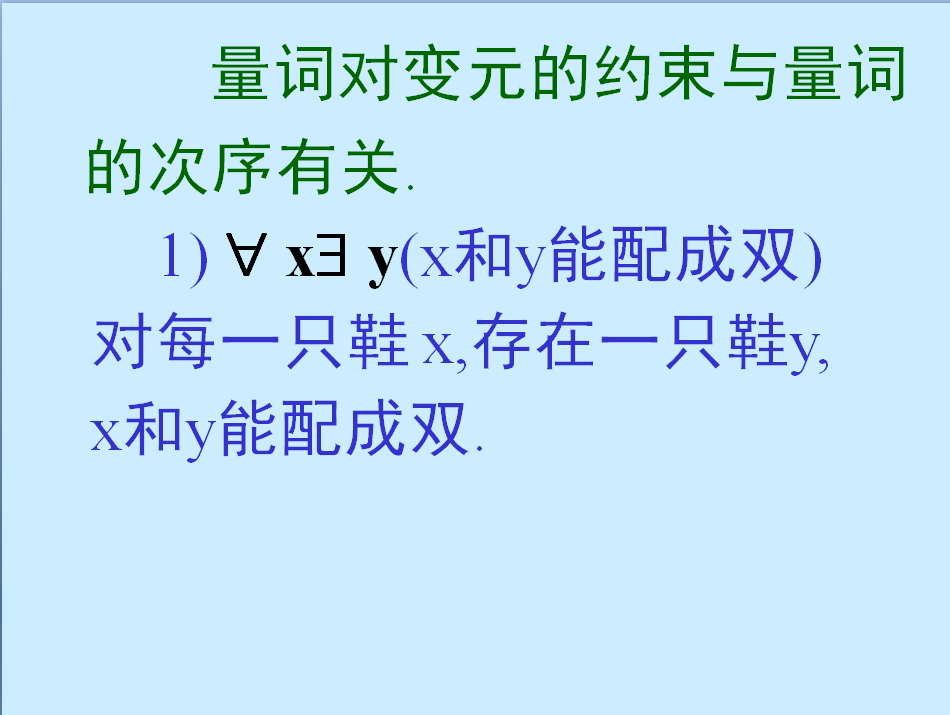 量词对变元的约束与量词
的次序有关.
1) ∀ x∃ y(x和y能配成双)
对每一只鞋 x,存在一只鞋y,
x和y能配成双.